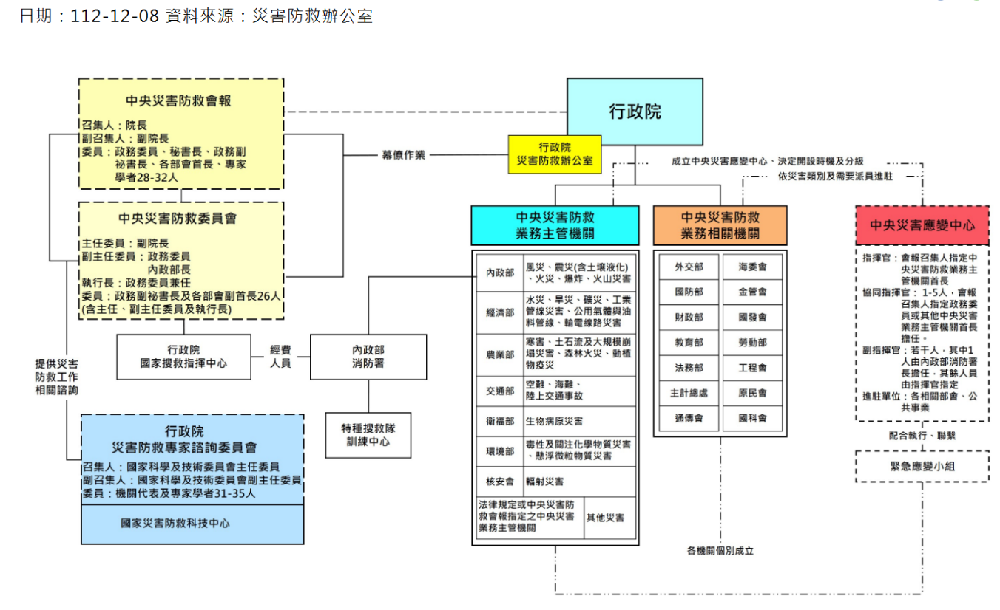 日期：112-12-08 資料來源：災害防救辦公室
中央災害防救會報
召集人：院長
副召集人：副院長
委員：政務委員、秘書長、政務副
祕書長、各部會首長、專家
學者28-32人
行政院
行政院
災害防救辦公室
幕僚作業
成立中央災害應變中心、決定開設時機及分級
依災害類別及需要派員進駐
中央災害防救委員會
主任委員：副院長
副主任委員：政務委員
內政部長
執行長：政務委員兼任
委員：政務副祕書長及各部會副首長26人
(含主任、副主任委員及執行長)
行政院
國家搜救指揮中心
經費
人員
內政部
消防署
特種搜救隊
訓練中心
提供災害
防救工作
相關諮詢
行政院
災害防救專家諮詢委員會
召集人：國家科學及技術委員會主任委員
副召集人：國家科學及技術委員會副主任委員
委員：機關代表及專家學者31-35人
國家災害防救科技中心
中央災害防救
業務主管機關
內政部
風災、震災(含土壤液化)
、火災、爆炸、火山災害
經濟部
水災、旱災、礦災、工業
管線災害、公用氣體與油
料管線、輸電線路災害
農業部
寒害、土石流及大規模崩
塌災害、森林火災、動植
物疫災
交通部
空難、海難、
陸上交通事故
衛福部
生物病原災害
環境部
毒性及關注化學物質災害
、懸浮微粒物質災害
核安會
輻射災害
法律規定或中央災害防
救會報指定之中央災害
業務主管機關
其他災害
中央災害防救
業務相關機關
外交部
海委會
國防部
金管會
財政部
國發會
教育部
勞動部
法務部
工程會
主計總處
原民會
通傳會
國科會
各機關個別成立
中央災害應變中心
指揮官：會報召集人指定中
央災害防救業務主
管機關首長
協同指揮官：1-5人，會報
召集人指定政務委
員或其他中央災害
業務主管機關首長
擔任。
副指揮官：若干人，其中1
人由內政部消防署
長擔任，其餘人員
由指揮官指定
進駐單位：各相關部會、公
共事業
配合執行、聯繫
緊急應變小組